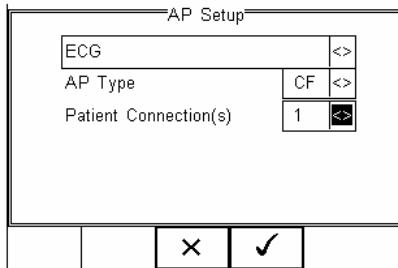 AP Setup
ECG <>
AP Type CF <>
Patient Connection(s) 1 <>